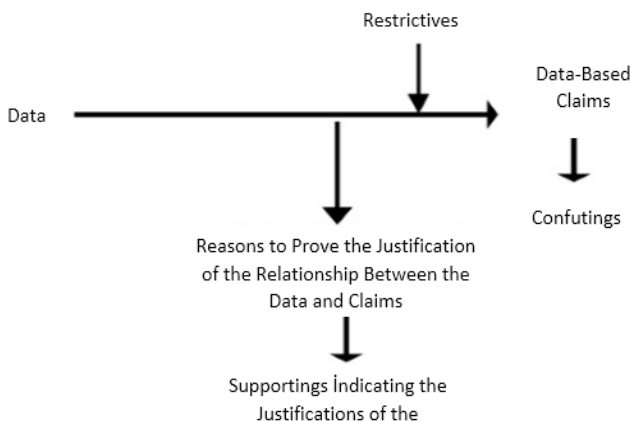 Restrictives
Data-Based
Claims
Data
Confutings
Reasons to Prove the Justification
of the Relationship Between the
Data and Claims
Supportings İndicating the
Justifications of the